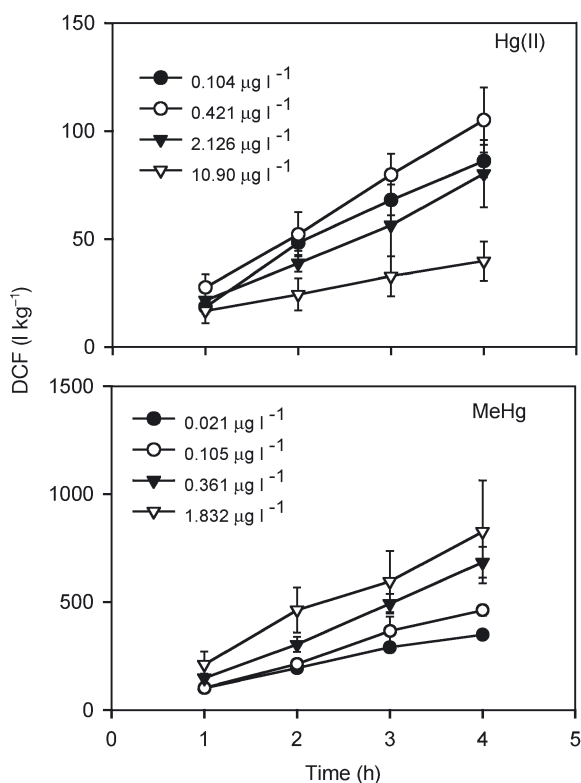 150
Hg(II)
0.104 µg l⁻¹
0.421 µg l⁻¹
2.126 µg l⁻¹
10.90 µg l⁻¹
100
50
0
DCF (l kg⁻¹)
1500
MeHg
0.021 µg l⁻¹
0.105 µg l⁻¹
0.361 µg l⁻¹
1.832 µg l⁻¹
1000
500
0
0 1 2 3 4 5
Time (h)